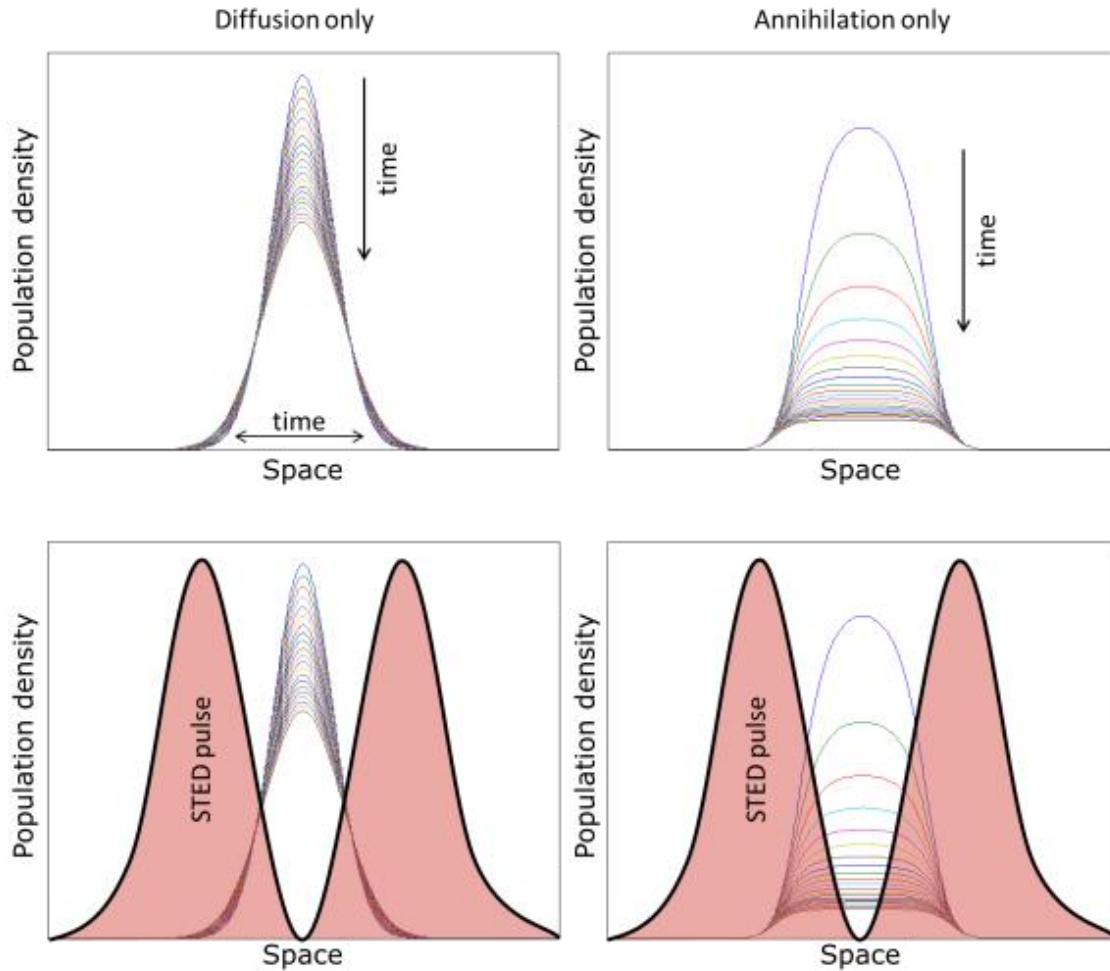 Diffusion only
Annihilation only
Population density
time
time
Space
Population density
time
Space
Population density
STED pulse
Space
Population density
STED pulse
Space